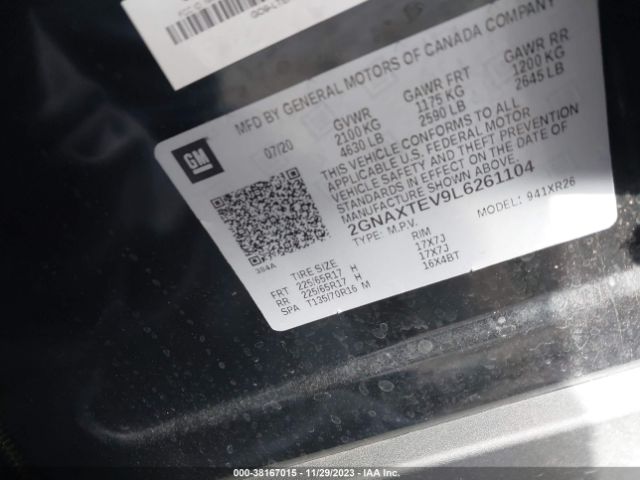 MFD BY GENERAL MOTORS OF CANADA COMPANY
07/20 GVWR GAWR FRT GAWR RR
2100 KG 1175 KG 1200 KG
4630 LB 2590 LB 2645 LB
THIS VEHICLE CONFORMS TO ALL
APPLICABLE U.S. FEDERAL MOTOR
VEHICLE SAFETY AND THEFT PREVENTION
STANDARDS IN EFFECT ON THE DATE OF
MANUFACTURE SHOWN ABOVE.
2GNAXTEV9L6261104
TYPE: M.P.V. MODEL: 941XR26
GM
384A
TIRE SIZE RIM
FRT 225/65R17 H 17X7J
RR 225/65R17 H 17X7J
SPA T135/70R16 M 16X4BT
000-38167015 - 11/29/2023 - IAA Inc.